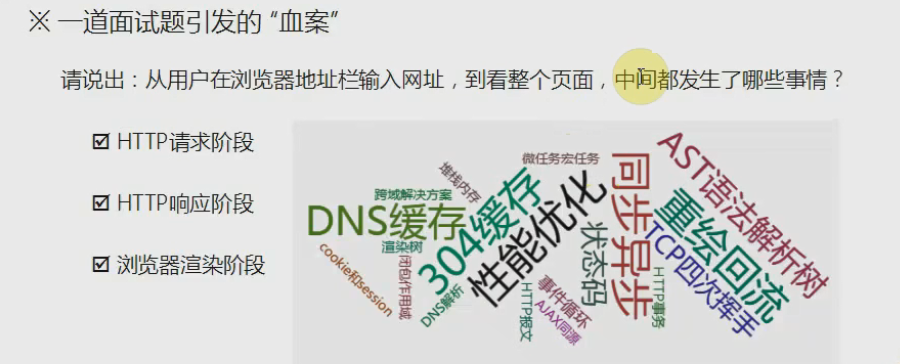 ※ 一道面试题引发的“血案”
请说出：从用户在浏览器地址栏输入网址，到看整个页面，中间都发生了哪些事情？
☑ HTTP请求阶段
☑ HTTP响应阶段
☑ 浏览器渲染阶段
微任务宏任务
堆栈内存
跨域解决方案
DNS缓存
304缓存
性能优化
同步异步
AST语法解析树
重绘回流
TCP四次挥手
状态码
渲染树
闭包作用域
cookie和session
DNS解析
HTTP报文
事件循环
AJAX同源
HTTP事务